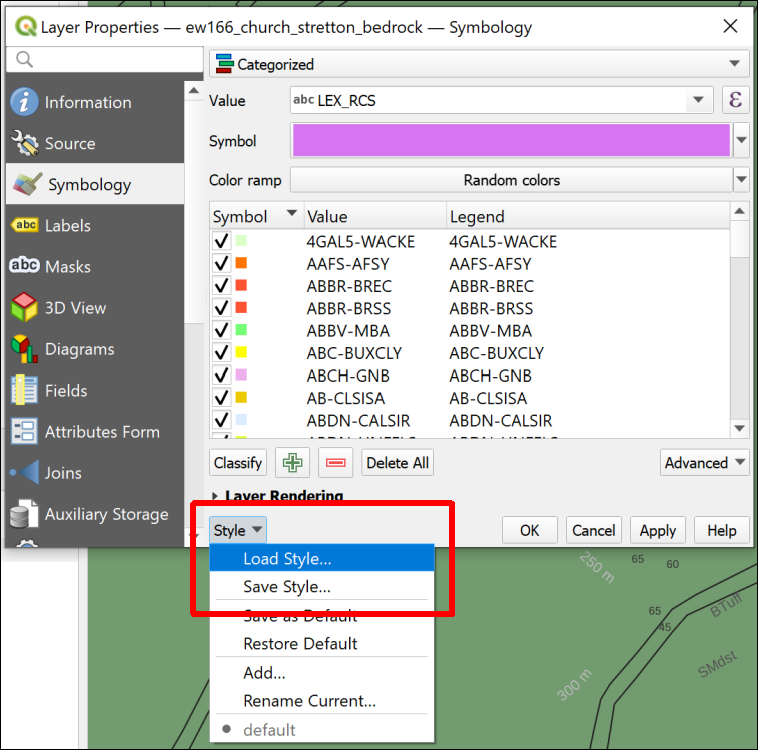 Layer Properties — ew166_church_stretton_bedrock — Symbology
Information
Source
Symbology
abc Labels
abc Masks
3D View
Diagrams
Fields
Attributes Form
Joins
Auxiliary Storage
Categorized
Value abc LEX_RCS ε
Symbol
Color ramp Random colors
Symbol Value Legend
4GAL5-WACKE 4GAL5-WACKE
AAFS-AFSY AAFS-AFSY
ABBR-BREC ABBR-BREC
ABBR-BRSS ABBR-BRSS
ABBV-MBA ABBV-MBA
ABC-BUXCLY ABC-BUXCLY
ABCH-GNB ABCH-GNB
AB-CLSISA AB-CLSISA
ABDN-CALSIR ABDN-CALSIR
Classify Delete All Advanced
Layer Rendering
Style OK Cancel Apply Help
Load Style...
Save Style...
Save as Default
Restore Default
Add...
Rename Current...
default
250 m
65
60
65
45
BTuff
SMdst
300 m